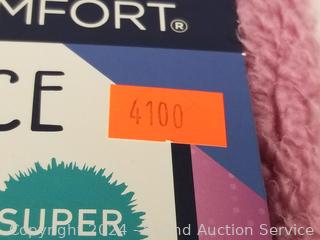 MFORT®
CE
4100
SUPER
Copyright 2024 - Grand Auction Service